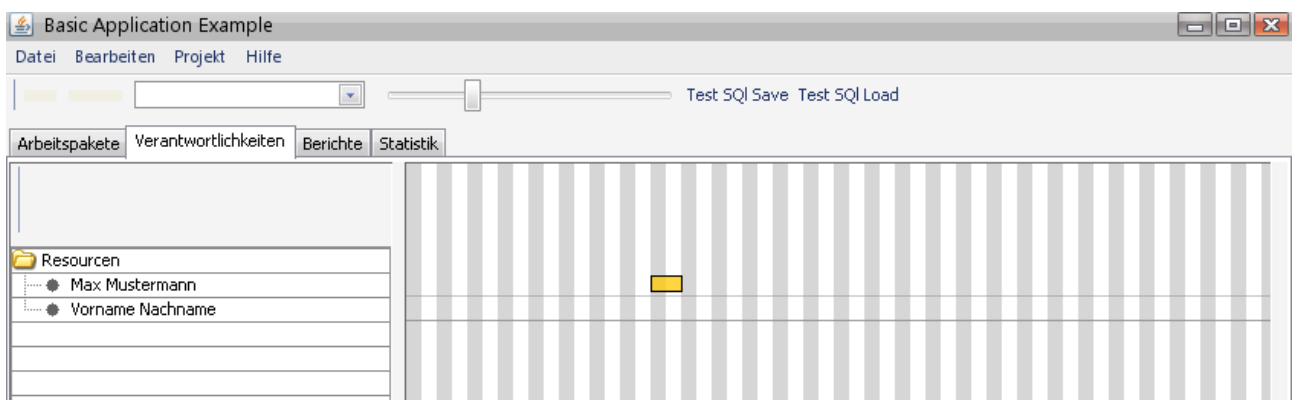 Basic Application Example
Datei Bearbeiten Projekt Hilfe
Test SQl Save Test SQl Load
Arbeitspakete Verantwortlichkeiten Berichte Statistik
Resourcen
Max Mustermann
Vorname Nachname